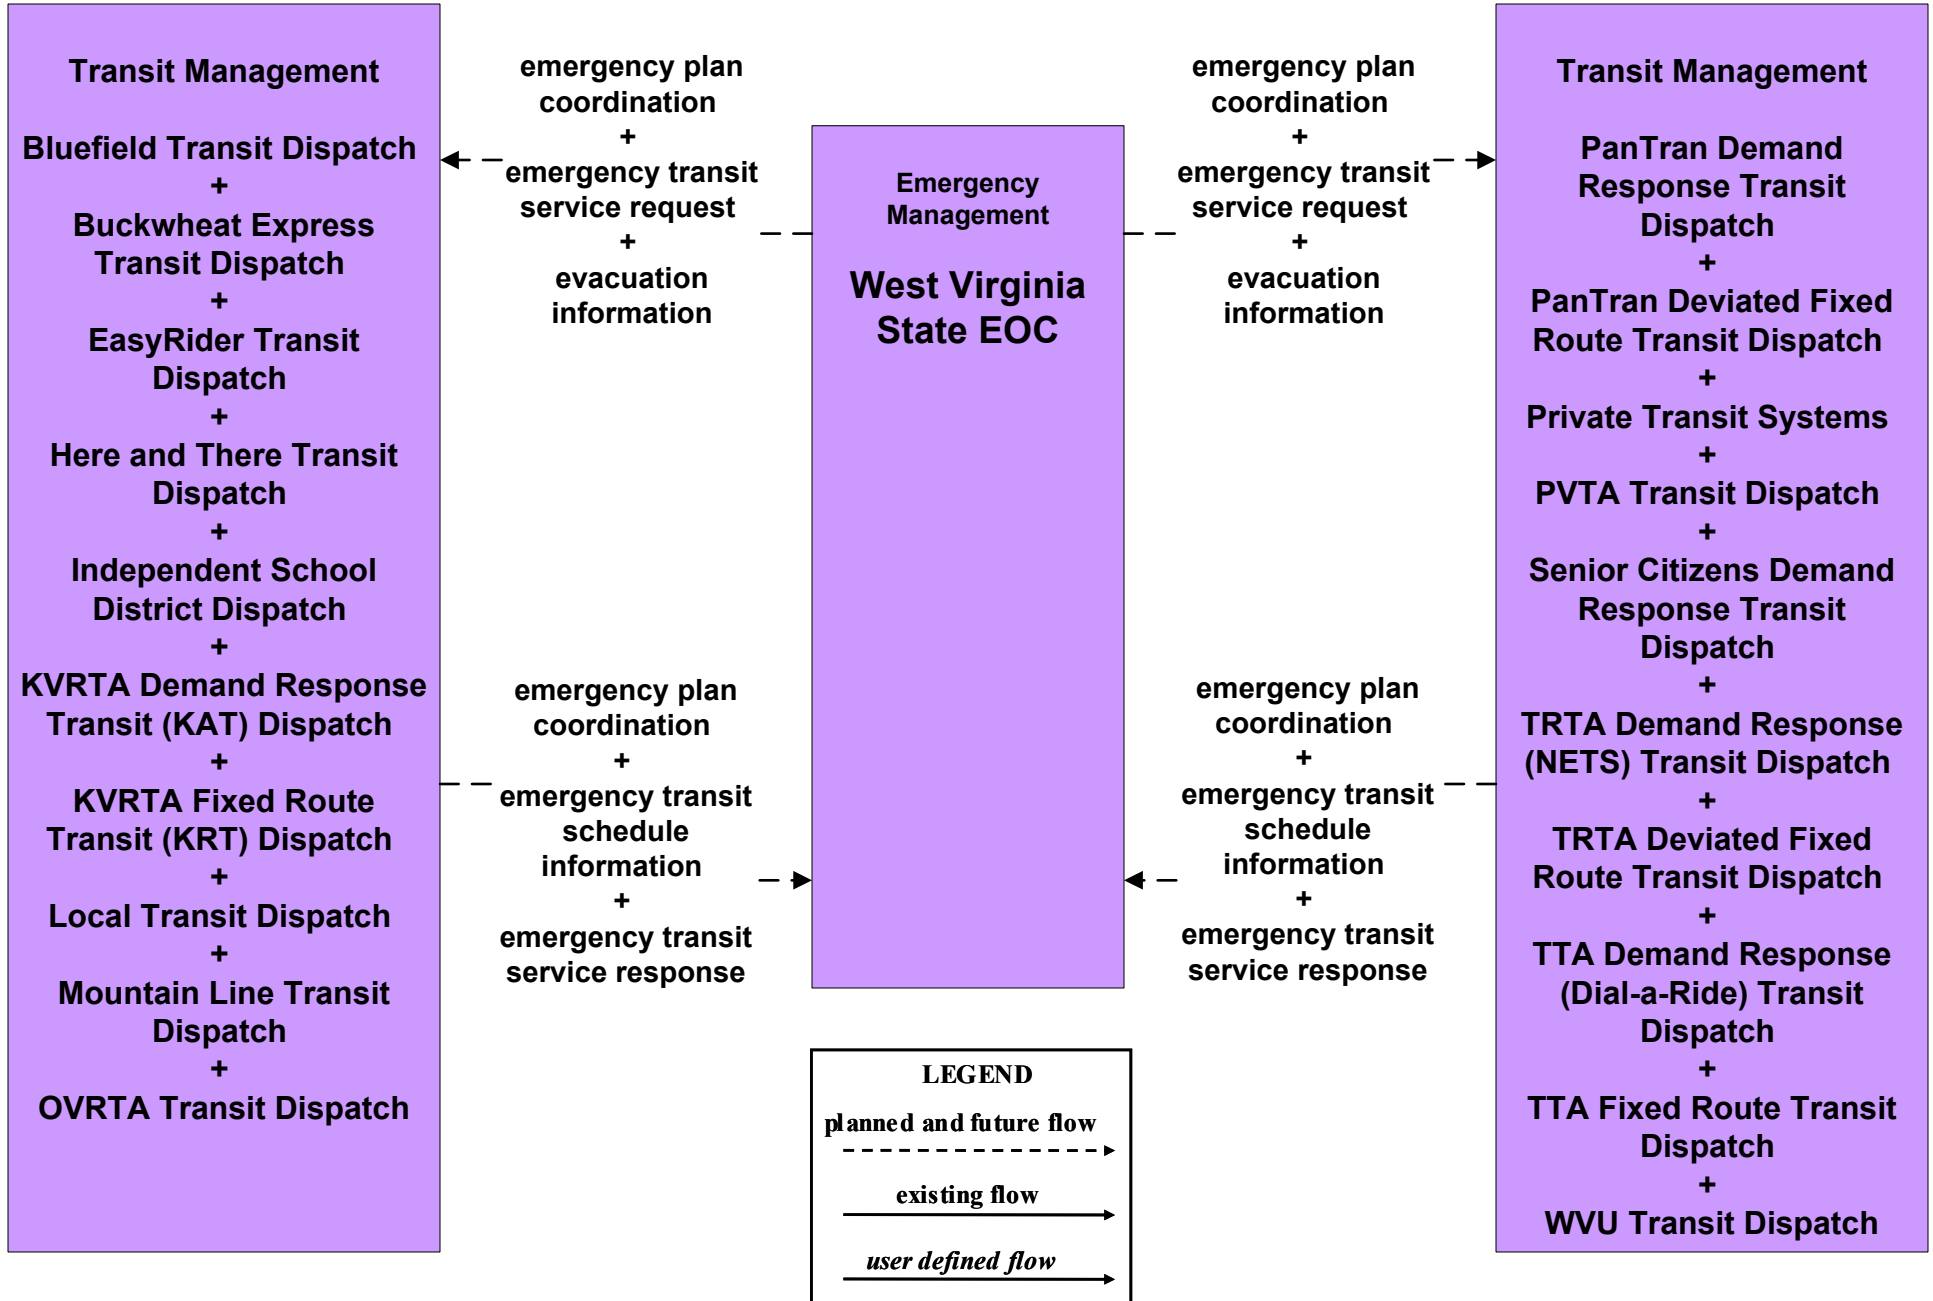 Transit Management
Bluefield Transit Dispatch
+
Buckwheat Express
Transit Dispatch
+
EasyRider Transit
Dispatch
+
Here and There Transit
Dispatch
+
Independent School
District Dispatch
+
KVRTA Demand Response
Transit (KAT) Dispatch
+
KVRTA Fixed Route
Transit (KRT) Dispatch
+
Local Transit Dispatch
+
Mountain Line Transit
Dispatch
+
OVRTA Transit Dispatch
emergency plan
coordination
+
emergency transit
service request
+
evacuation
information
emergency plan
coordination
+
emergency transit
schedule
information
+
emergency transit
service response
Emergency
Management
West Virginia
State EOC
emergency plan
coordination
+
emergency transit
service request
+
evacuation
information
emergency plan
coordination
+
emergency transit
schedule
information
+
emergency transit
service response
Transit Management
PanTran Demand
Response Transit
Dispatch
+
PanTran Deviated Fixed
Route Transit Dispatch
+
Private Transit Systems
+
PVTA Transit Dispatch
+
Senior Citizens Demand
Response Transit
Dispatch
+
TRTA Demand Response
(NETS) Transit Dispatch
+
TRTA Deviated Fixed
Route Transit Dispatch
+
TTA Demand Response
(Dial-a-Ride) Transit
Dispatch
+
TTA Fixed Route Transit
Dispatch
+
WVU Transit Dispatch
LEGEND
planned and future flow
existing flow
user defined flow